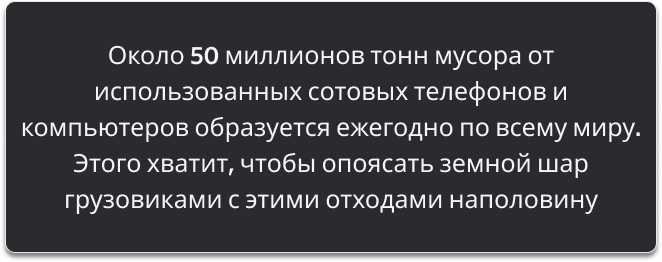 Около 50 миллионов тонн мусора от
использованных сотовых телефонов и
компьютеров образуется ежегодно по всему миру.
Этого хватит, чтобы опоясать земной шар
грузовиками с этими отходами наполовину